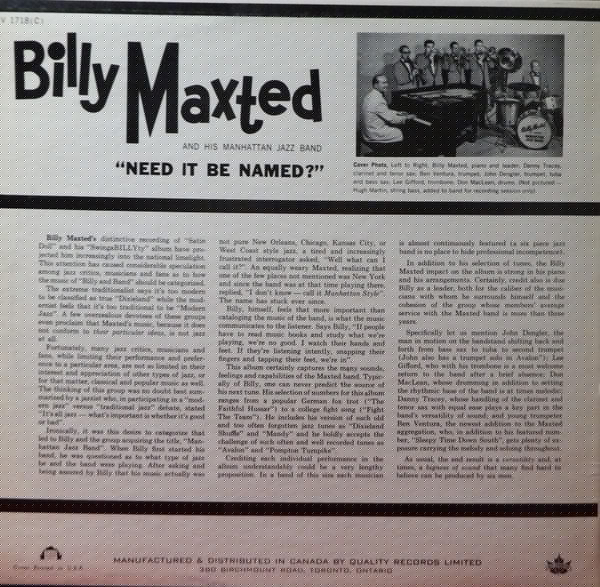 V 1718(C)
Billy Maxted
AND HIS MANHATTAN JAZZ BAND
"NEED IT BE NAMED?"
Cover Photo, Left to Right, Billy Maxted, piano and leader; Danny Tracey,
clarinet and tenor sax; Ben Ventura, trumpet; John Dengler, trumpet, tuba
and bass sax; Lee Gifford, trombone; Don MacLean, drums (Not pictured —
Hugh Martin, string bass, added to band for recording session only)
Billy Maxted's distinctive recording of "Satin
Doll" and his "SwingaBILLYty" album have pro-
jected him increasingly into the national limelight.
This attention has caused considerable speculation
among jazz critics, musicians and fans as to how
the music of "Billy and Band" should be categorised.
The extreme traditionalist says it's too modern
to be classified as true "Dixieland" while the mod-
ernist feels that it's too traditional to be "Modern
Jazz". A few overzealous devotees of these groups
even proclaim that Maxted's music, because it does
not conform to their particular ideas, is not jazz
at all.
Fortunately, many jazz critics, musicians and
fans, while limiting their performance and prefer-
ence to a particular area, are not so limited in their
interest and appreciation of other types of jazz, or
for that matter, classical and popular music as well.
The thinking of this group was no doubt best sum-
marized by a jazzist who, in participating in a "mod-
ern jazz" versus "traditional jazz" debate, stated
"It's all jazz — what's important is whether it's good
or bad".
Ironically, it was this desire to categorize that
led to Billy and the group acquiring the title, "Man-
hattan Jazz Band". When Billy first started his
band, he was questioned as to what type of jazz
he and the band were playing. After asking and
being assured by Billy that his music actually was
not pure New Orleans, Chicago, Kansas City, or
West Coast style jazz, a tired and increasingly
frustrated interrogator asked, "Well what can I
call it?". An equally weary Maxted, realizing that
one of the few places not mentioned was New York
and since the band was at that time playing there,
replied, "I don't know — call it Manhattan Style".
The name has stuck ever since.
Billy, himself, feels that more important than
cataloging the music of the band, is what the music
communicates to the listener. Says Billy, "If people
have to read music books and study what we're
playing, we're no good. I watch their hands and
feet. If they're listening intently, snapping their
fingers and tapping their feet, we're in".
This album certainly captures the many sounds,
feelings and capabilities of the Maxted band. Typic-
ally of Billy, one can never predict the source of
his next tune. His selection of numbers for this album
ranges from a popular German fox trot ("The
Faithful Hussar") to a college fight song ("Fight
The Team"). He includes his version of such old
and too often forgotten jazz tunes as "Dixieland
Shuffle" and "Mandy" and he boldly accepts the
challenge of such often and well recorded tunes as
"Avalon" and "Pompton Turnpike".
Crediting each individual performance in the
album understandably could be a very lengthy
proposition. In a band of this size each musician
is almost continuously featured (a six piece jazz
band is no place to hide professional incompetence).
In addition to his selection of tunes, the Billy
Maxted impact on the album is strong in his piano
and his arrangements. Certainly, credit also is due
Billy as a leader, both for the caliber of the musi-
cians with whom he surrounds himself and the
cohesion of the group whose members' average
service with the Maxted band is more than three
years.
Specifically let us mention John Dengler, the
man in motion on the bandstand shifting back and
forth from bass sax to tuba to second trumpet
(John also has a trumpet solo in Avalon"); Lee
Gifford, who with his trombone is a most welcome
return to the band after a brief absence; Don
MacLean, whose drumming in addition to setting
the rhythmic base of the band is at times melodic;
Danny Tracey, whose handling of the clarinet and
tenor sax with equal ease plays a key part in the
band's versatility of sound; and young trumpeter
Ben Ventura, the newest addition to the Maxted
aggregation, who, in addition to his featured num-
ber, "Sleepy Time Down South", gets plenty of ex-
posure carrying the melody and soloing throughout.
As usual, the end result is a versatility and, at
times, a bigness of sound that many find hard to
believe can be produced by six men.
Cover Printed in U.S.A.
MANUFACTURED & DISTRIBUTED IN CANADA BY QUALITY RECORDS LIMITED
380 BIRCHMOUNT ROAD, TORONTO, ONTARIO